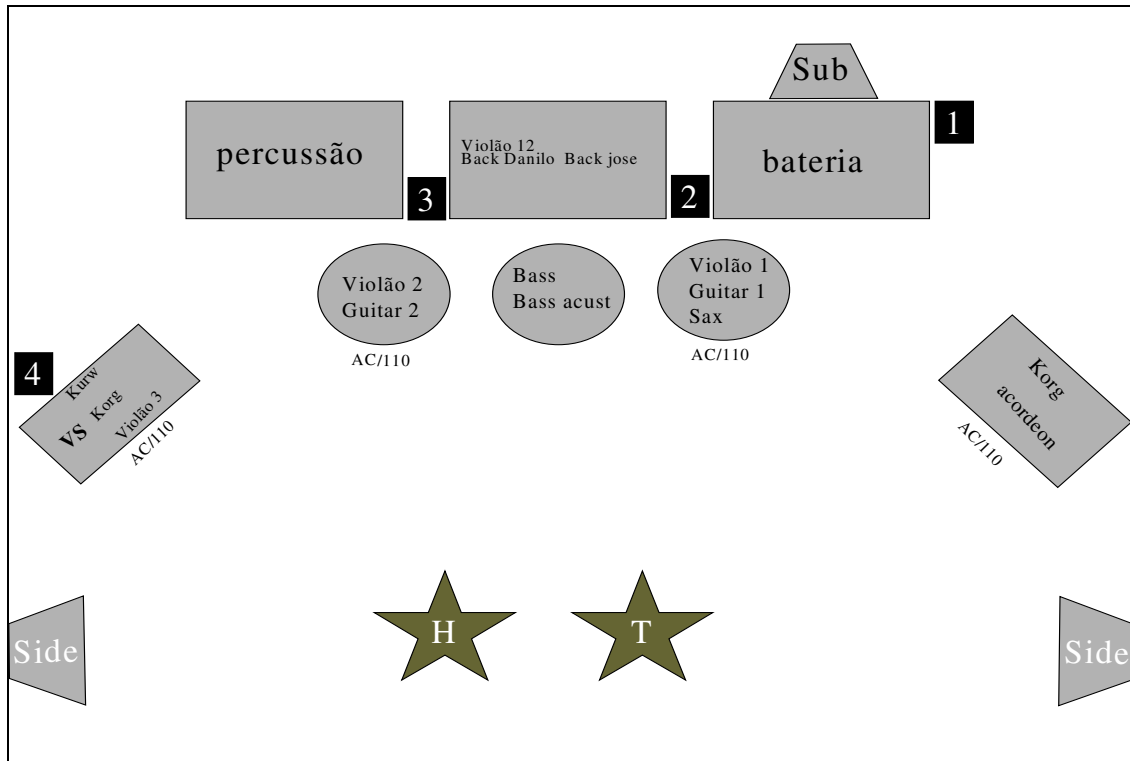 Sub
1
percussão
Violão 12
Back Danilo Back jose
bateria
3
2
Violão 2
Guitar 2
AC/110
Bass
Bass acust
Violão 1
Guitar 1
Sax
AC/110
4
Kurw
VS Korg
Violão 3
AC/110
Korg
acordeon
AC/110
Side
H
T
Side